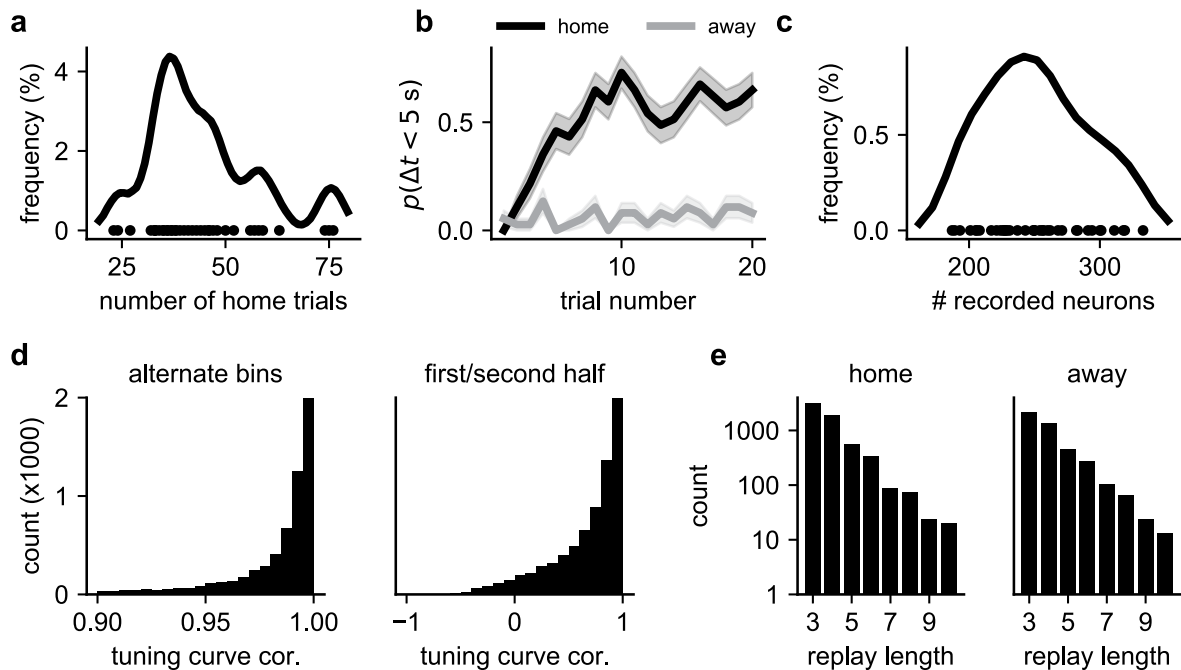 a
frequency (%)
4
2
0
25
50
75
number of home trials
b
home
away
p(Δt < 5 s)
0.5
0.0
10
20
trial number
c
frequency (%)
0.5
0.0
200
300
# recorded neurons
d
alternate bins
first/second half
count (x1000)
2
1
0
0.90
0.95
1.00
tuning curve cor.
−1
0
1
tuning curve cor.
e
home
away
count
1000
100
10
1
3
5
7
9
replay length
3
5
7
9
replay length